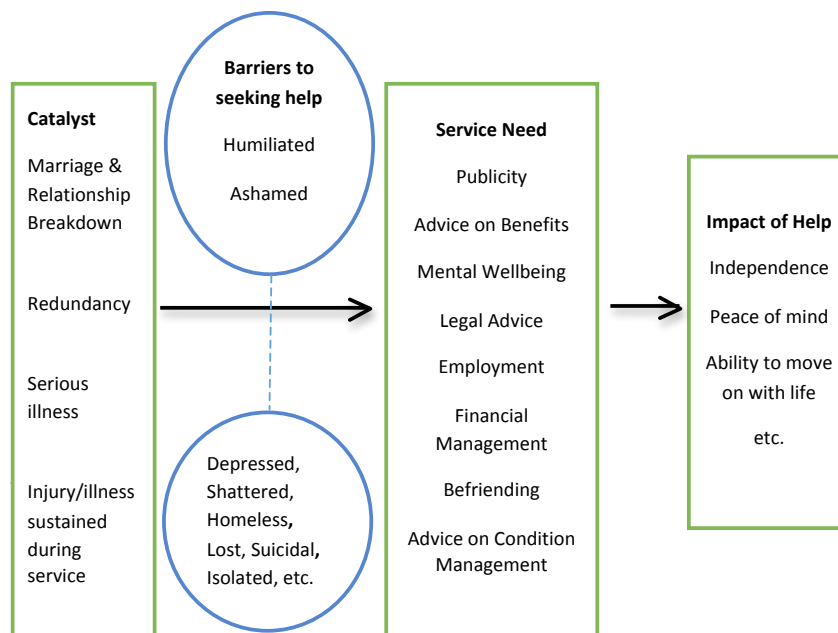 Catalyst
Marriage &
Relationship
Breakdown
Redundancy
Serious
illness
Injury/illness
sustained
during
service
Barriers to
seeking help
Humiliated
Ashamed
Depressed,
Shattered,
Homeless,
Lost, Suicidal,
Isolated, etc.
Service Need
Publicity
Advice on Benefits
Mental Wellbeing
Legal Advice
Employment
Financial
Management
Befriending
Advice on Condition
Management
Impact of Help
Independence
Peace of mind
Ability to move
on with life
etc.